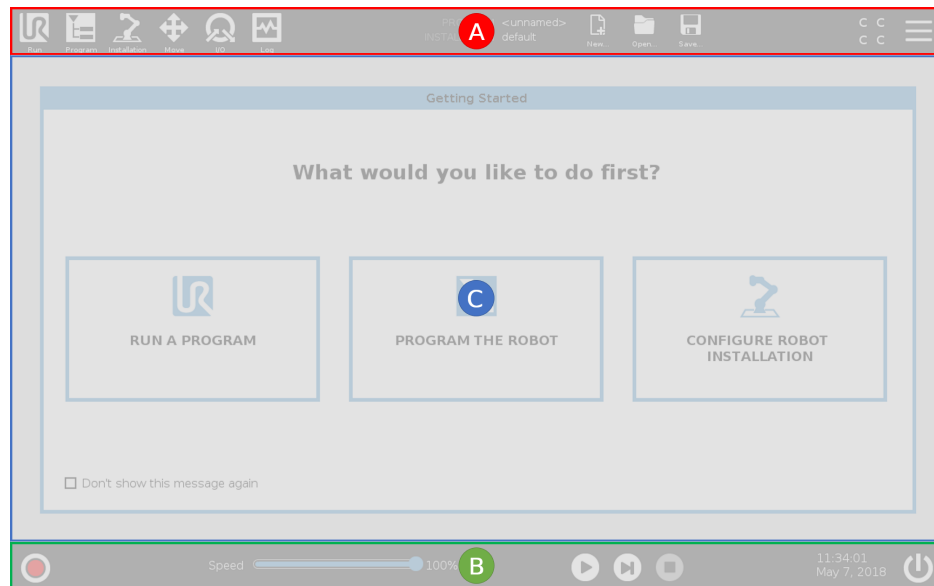 PR A <unnamed>
INSTAL default
Run Program Installation Move I/O Log New... Open... Save...
C C
C C
Getting Started
What would you like to do first?
C
RUN A PROGRAM
PROGRAM THE ROBOT
CONFIGURE ROBOT
INSTALLATION
Don't show this message again
Speed 100% B
11:34:01
May 7, 2018